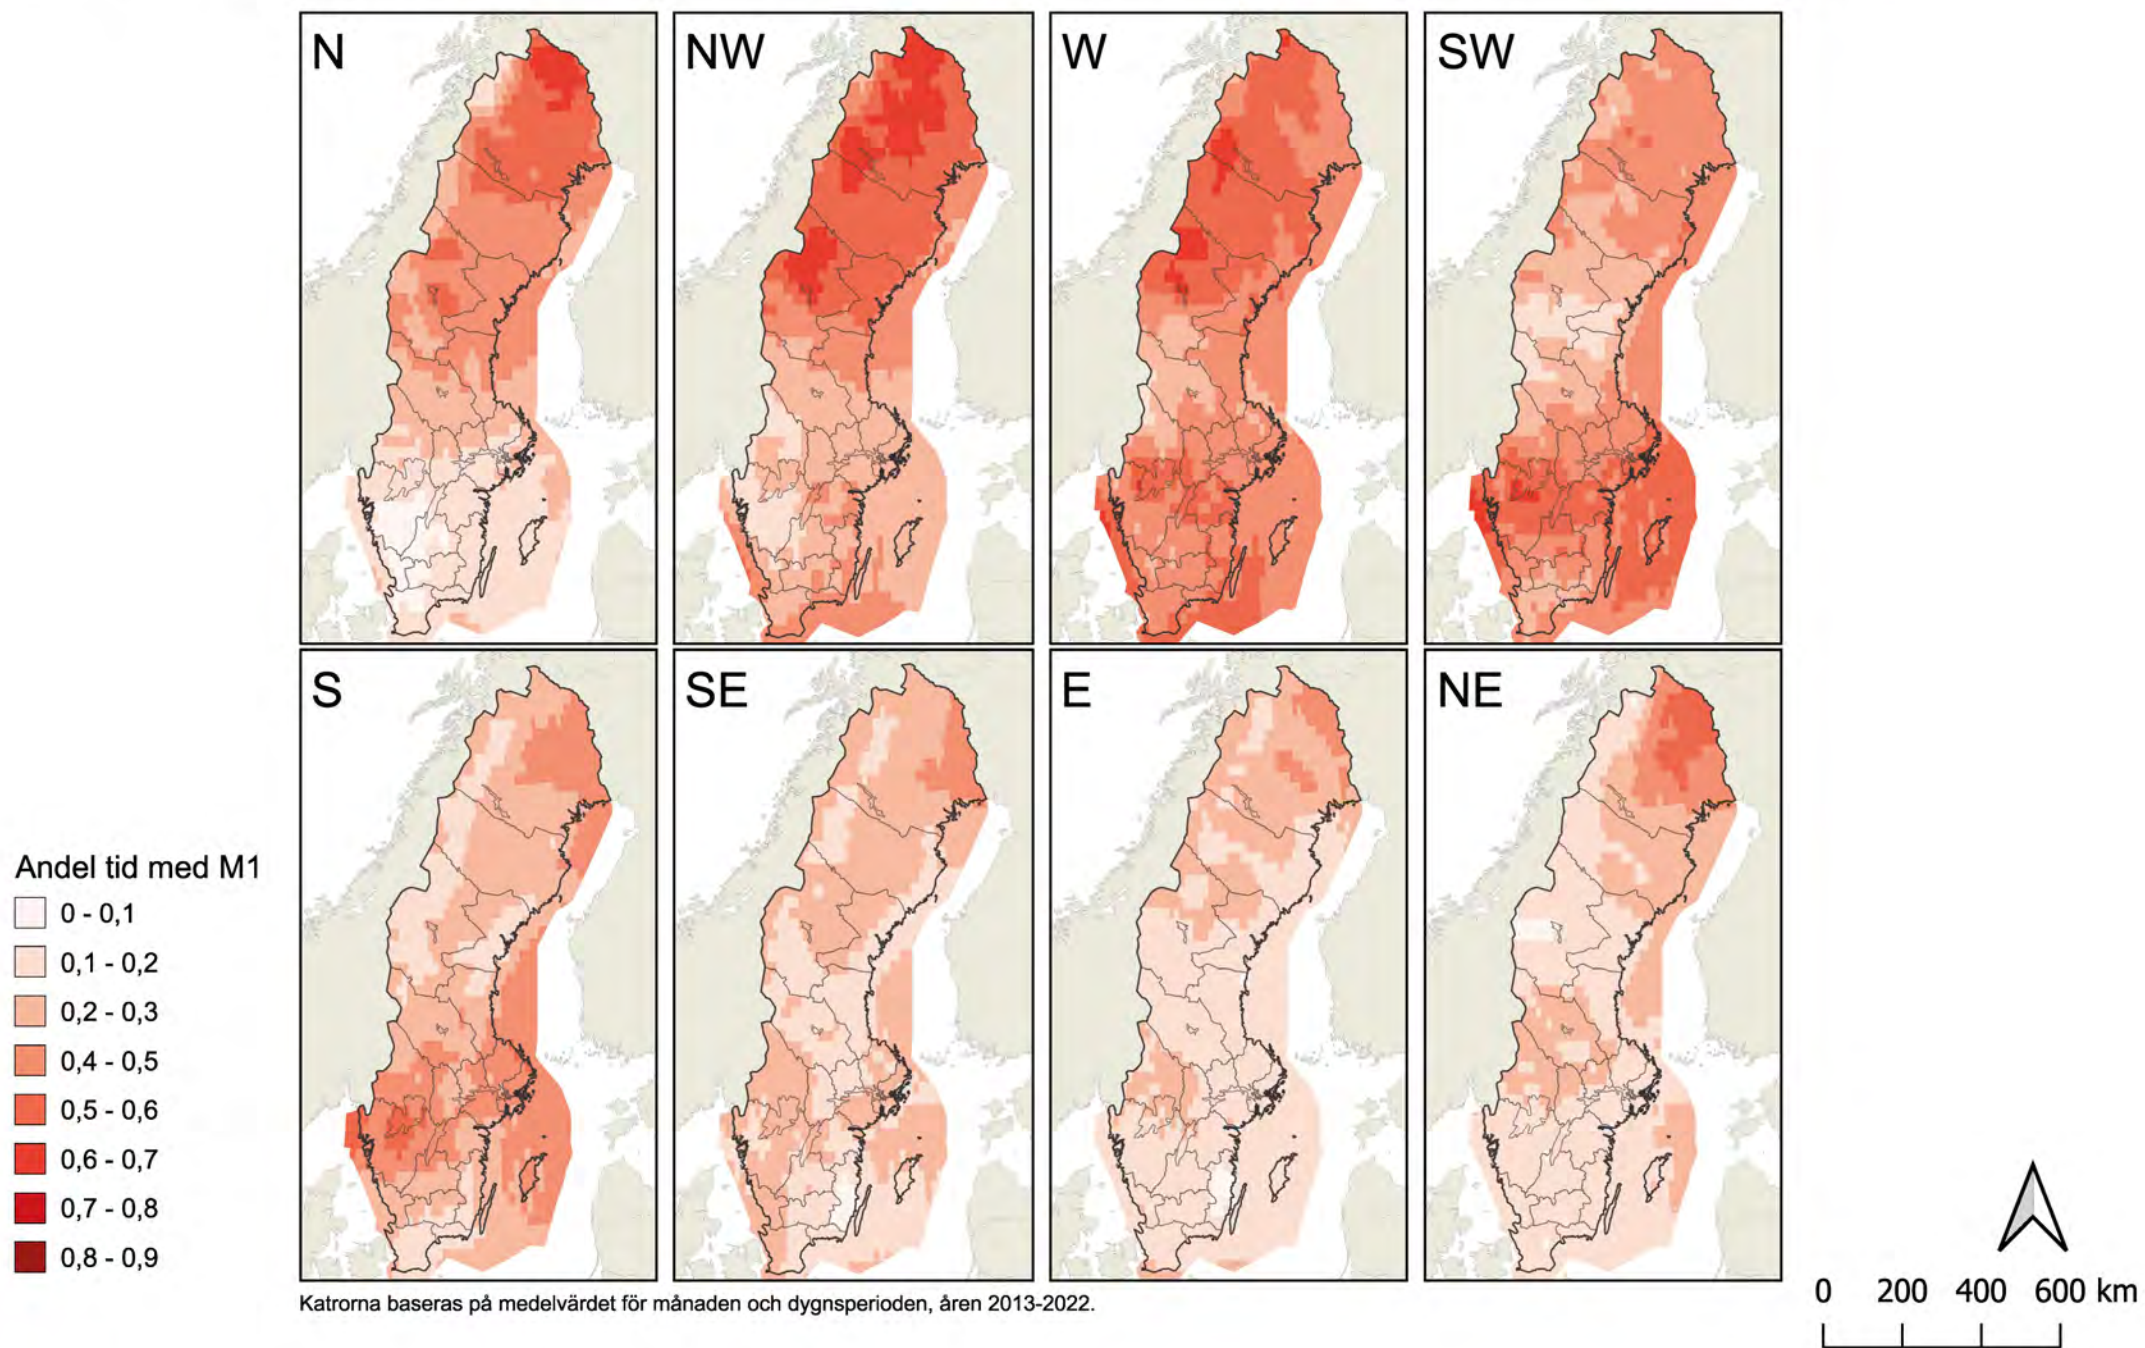 N
NW
W
SW
S
SE
E
NE
Andel tid med M1
0 - 0,1
0,1 - 0,2
0,2 - 0,3
0,4 - 0,5
0,5 - 0,6
0,6 - 0,7
0,7 - 0,8
0,8 - 0,9
Katrorna baseras på medelvärdet för månaden och dygnsperioden, åren 2013-2022.
0 200 400 600 km